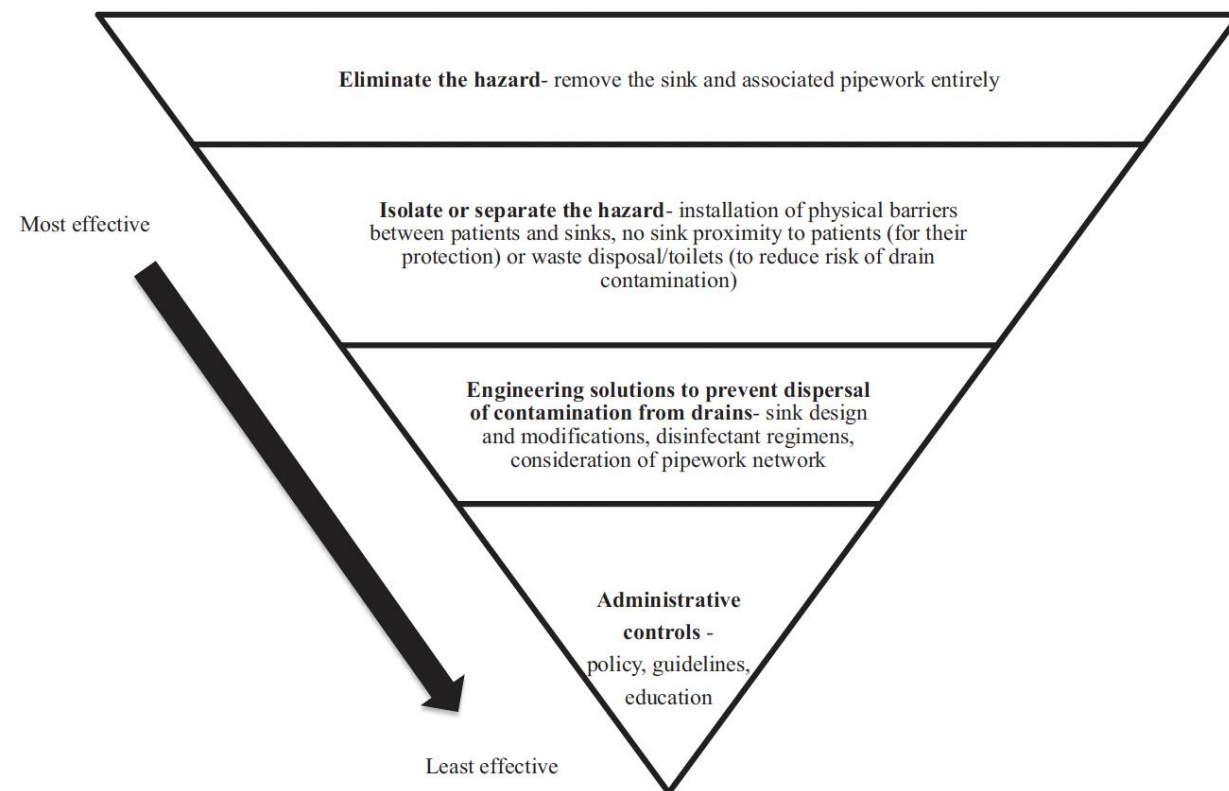 Eliminate the hazard- remove the sink and associated pipework entirely
Most effective
Isolate or separate the hazard- installation of physical barriers
between patients and sinks, no sink proximity to patients (for their
protection) or waste disposal/toilets (to reduce risk of drain
contamination)
Engineering solutions to prevent dispersal
of contamination from drains- sink design
and modifications, disinfectant regimens,
consideration of pipework network
Administrative
controls -
policy, guidelines,
education
Least effective